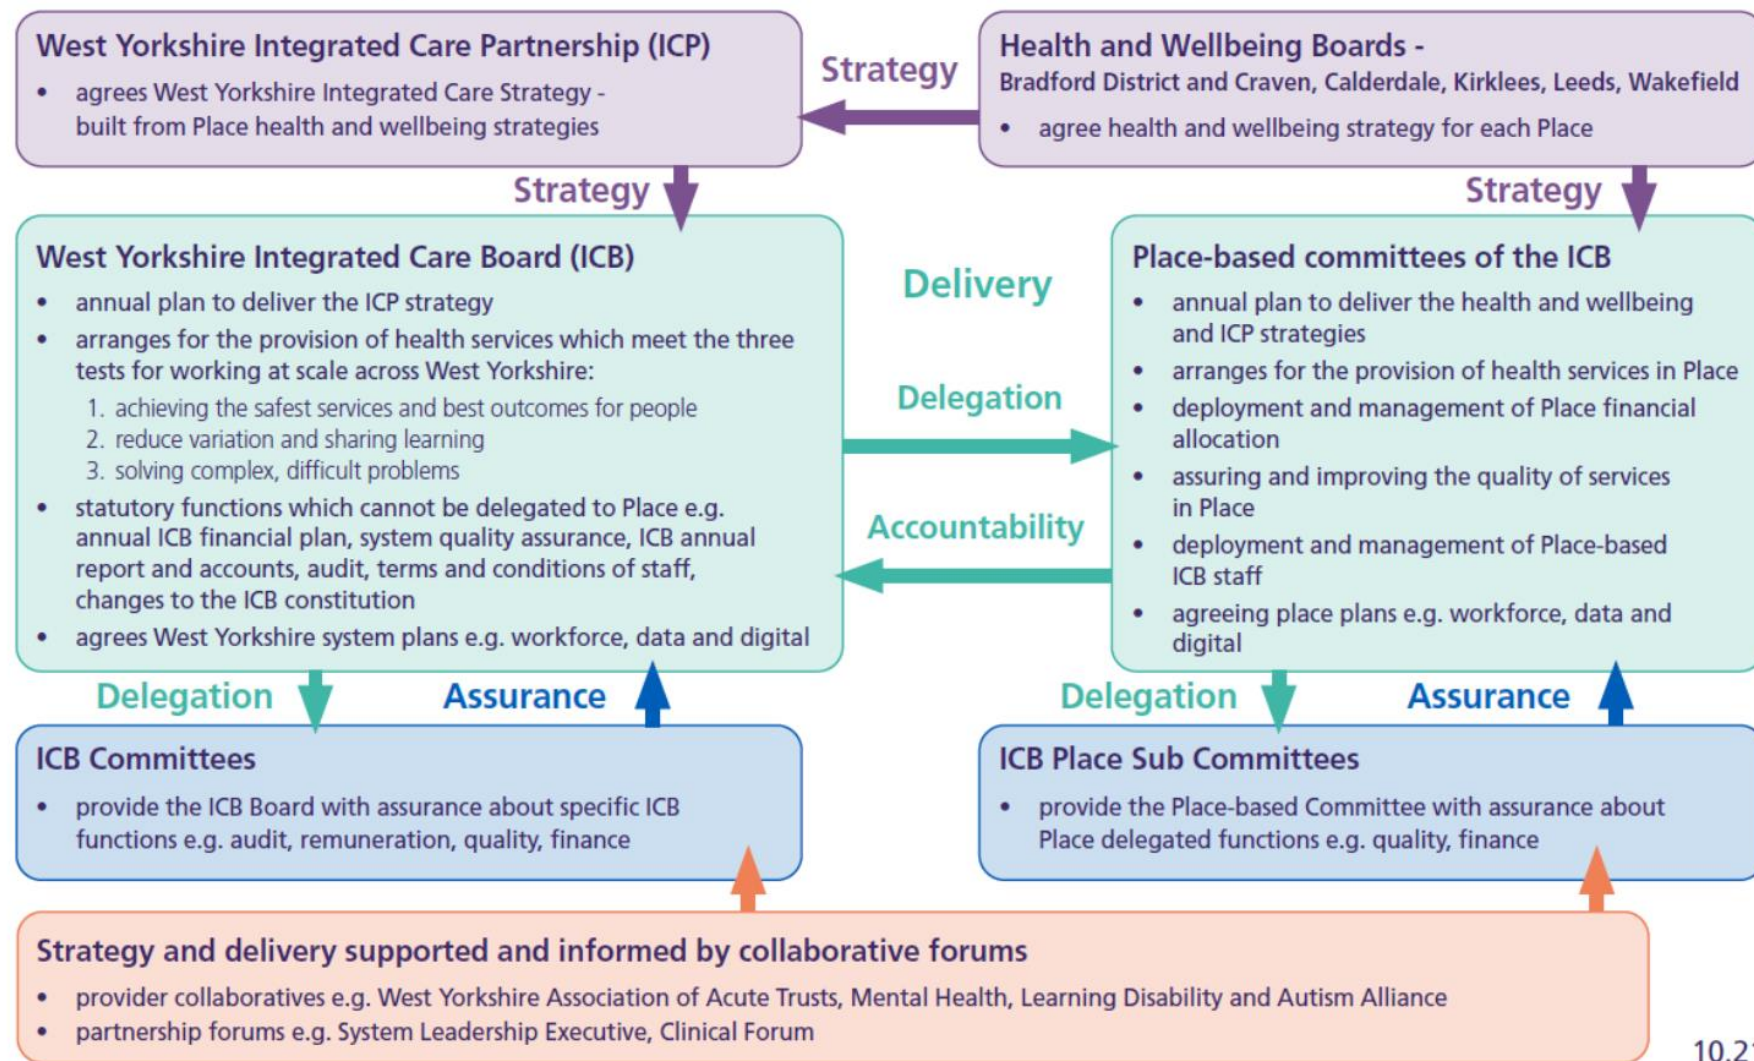 West Yorkshire Integrated Care Partnership (ICP)
• agrees West Yorkshire Integrated Care Strategy -
built from Place health and wellbeing strategies
Strategy
Health and Wellbeing Boards -
Bradford District and Craven, Calderdale, Kirklees, Leeds, Wakefield
• agree health and wellbeing strategy for each Place
Strategy
Strategy
West Yorkshire Integrated Care Board (ICB)
• annual plan to deliver the ICP strategy
• arranges for the provision of health services which meet the three
tests for working at scale across West Yorkshire:
1. achieving the safest services and best outcomes for people
2. reduce variation and sharing learning
3. solving complex, difficult problems
• statutory functions which cannot be delegated to Place e.g.
annual ICB financial plan, system quality assurance, ICB annual
report and accounts, audit, terms and conditions of staff,
changes to the ICB constitution
• agrees West Yorkshire system plans e.g. workforce, data and digital
Delivery
Delegation
Accountability
Place-based committees of the ICB
• annual plan to deliver the health and wellbeing
and ICP strategies
• arranges for the provision of health services in Place
• deployment and management of Place financial
allocation
• assuring and improving the quality of services
in Place
• deployment and management of Place-based
ICB staff
• agreeing place plans e.g. workforce, data and
digital
Delegation
Assurance
Delegation
Assurance
ICB Committees
• provide the ICB Board with assurance about specific ICB
functions e.g. audit, remuneration, quality, finance
ICB Place Sub Committees
• provide the Place-based Committee with assurance about
Place delegated functions e.g. quality, finance
Strategy and delivery supported and informed by collaborative forums
• provider collaboratives e.g. West Yorkshire Association of Acute Trusts, Mental Health, Learning Disability and Autism Alliance
• partnership forums e.g. System Leadership Executive, Clinical Forum
10.21